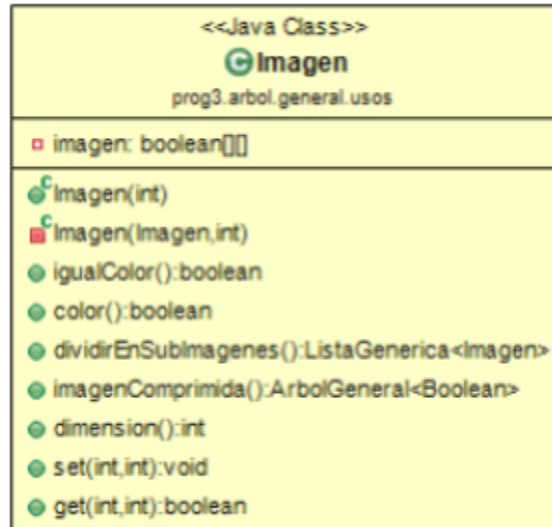 <<Java Class>>
C Imagen
prog3.arbol.general.usos
imagen: boolean[][]
c Imagen(int)
c Imagen(Imagen,int)
igualColor():boolean
color():boolean
dividirEnSubImagenes():ListaGenerica<Imagen>
imagenComprimida():ArbolGeneral<Boolean>
dimension():int
set(int,int):void
get(int,int):boolean